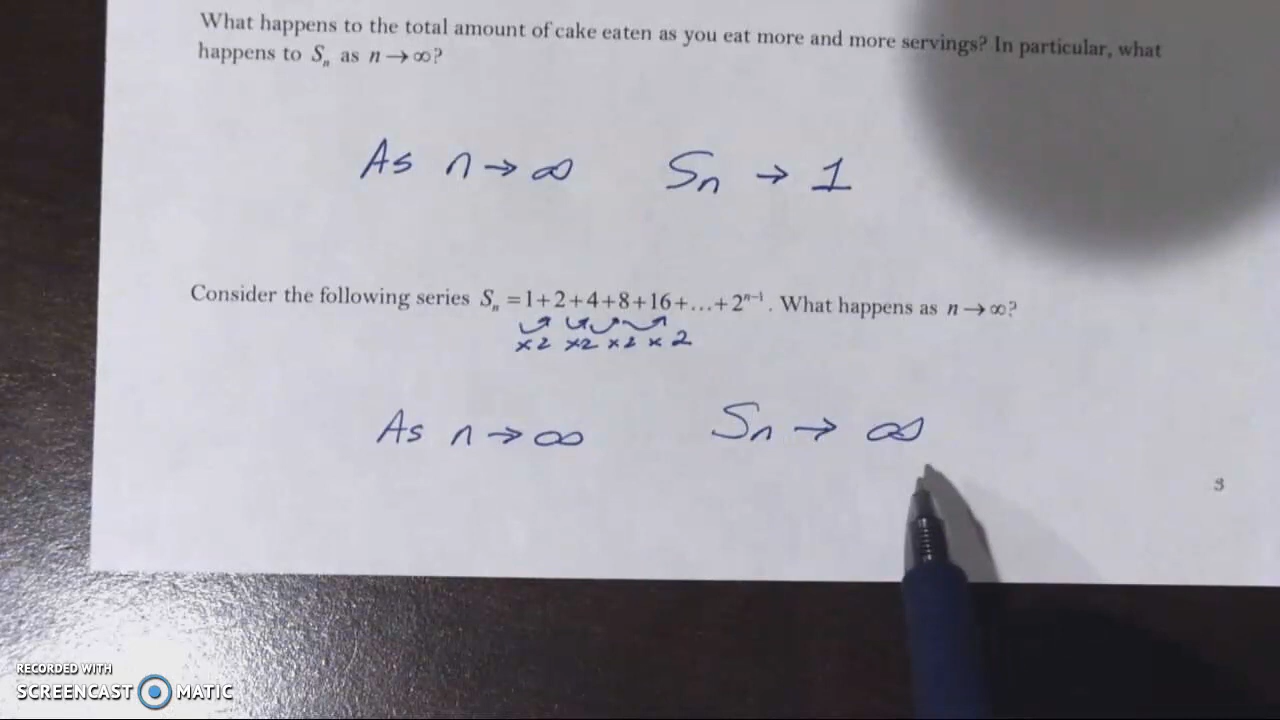 What happens to the total amount of cake eaten as you eat more and more servings? In particular, what
happens to Sₙ as n→∞?
As n→∞ Sₙ → 1
Consider the following series Sₙ =1+2+4+8+16+...+2ⁿ⁻¹. What happens as n→∞?
×2 ×2 ×2 ×2
As n→∞ Sₙ → ∞
3
RECORDED WITH
SCREENCAST MATIC